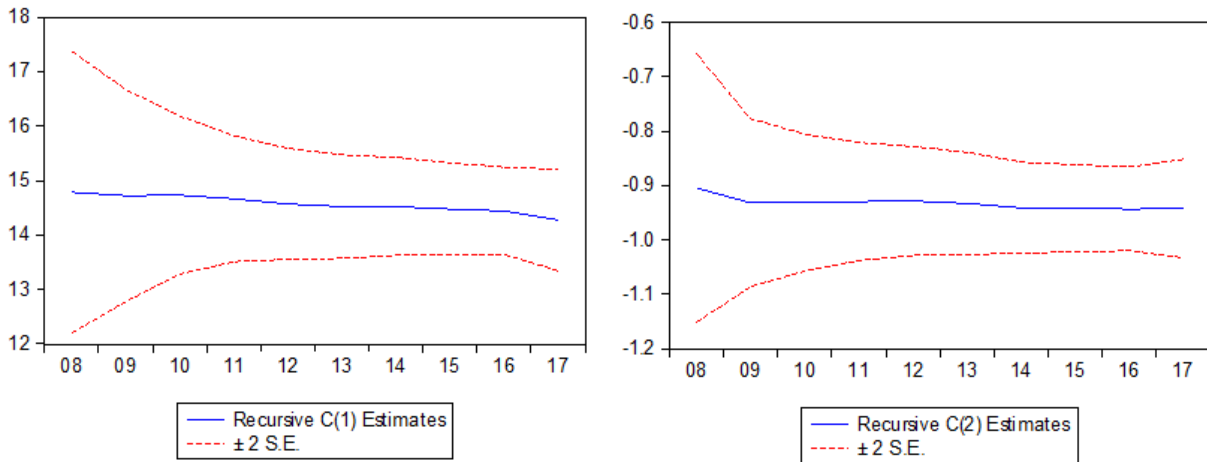 18
17
16
15
14
13
12
08 09 10 11 12 13 14 15 16 17
Recursive C(1) Estimates
± 2 S.E.
-0.6
-0.7
-0.8
-0.9
-1.0
-1.1
-1.2
08 09 10 11 12 13 14 15 16 17
Recursive C(2) Estimates
± 2 S.E.